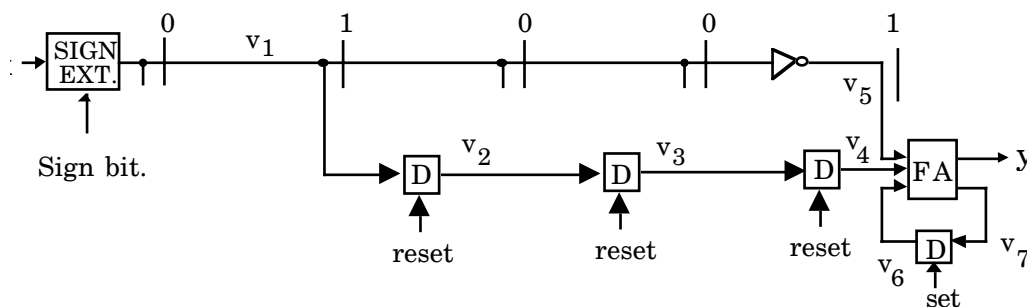 0 1 0 0 1
SIGN
EXT.
v1
v5
Sign bit.
D v2 D v3 D v4
FA y
reset reset reset
D
v6 v7
set